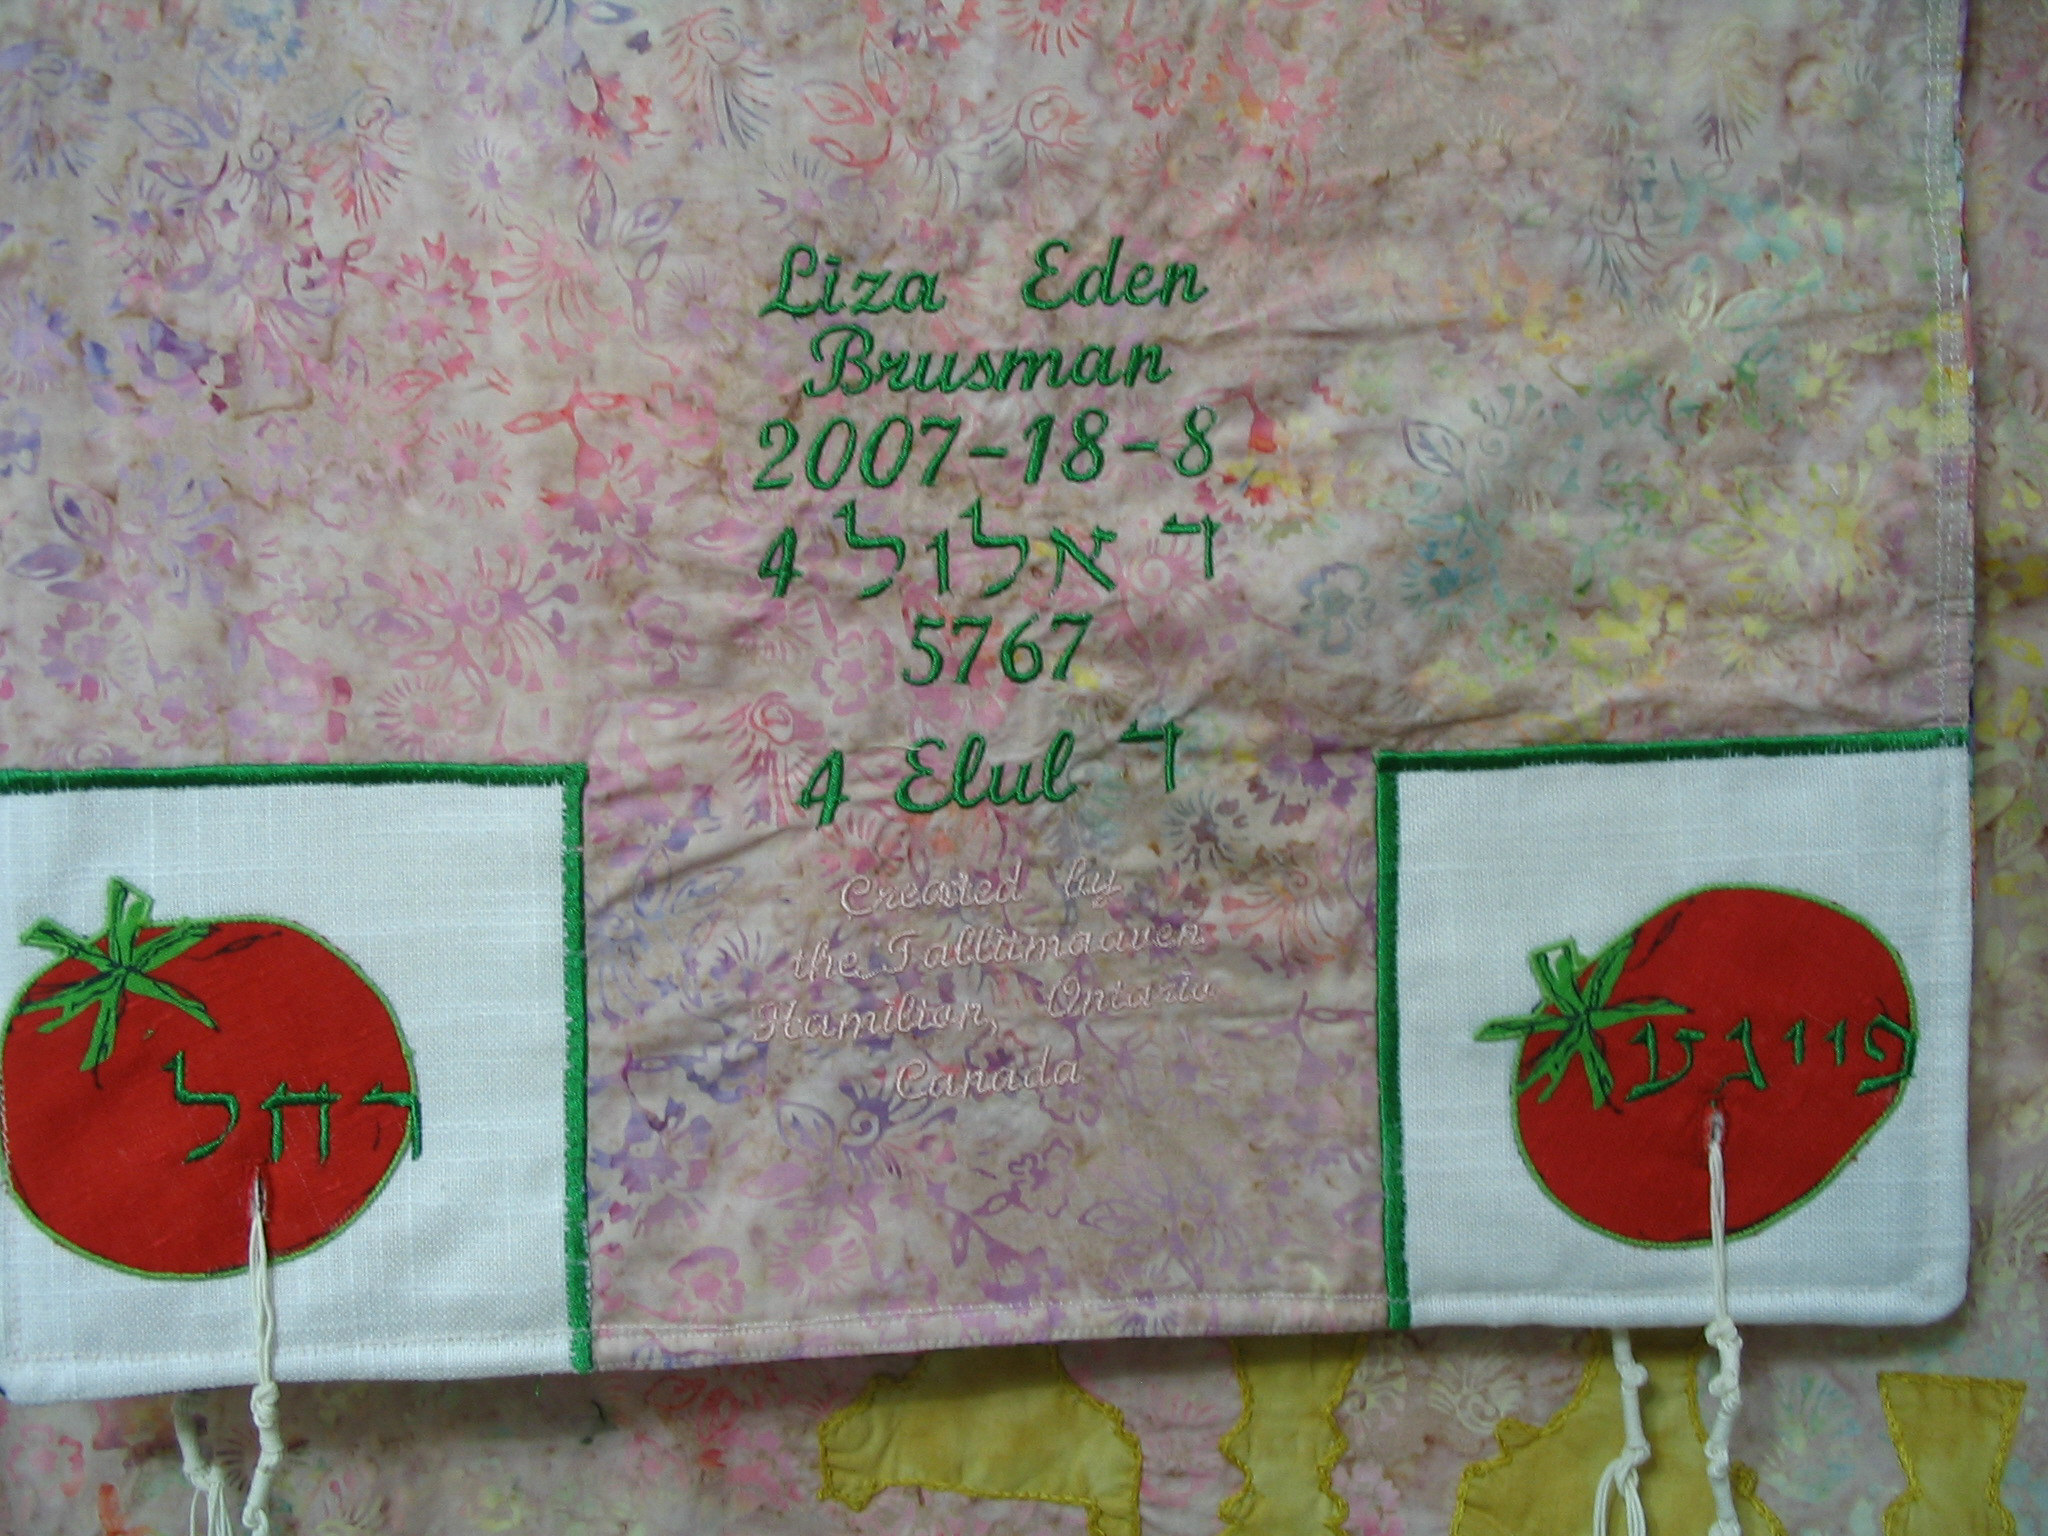 Liza Eden
Brusman
2007-18-8
ד אלול 4
5767
4 Elul ד
Created by
the Tallitmaaven
Hamilton, Ontario
Canada
רחל
פייגע